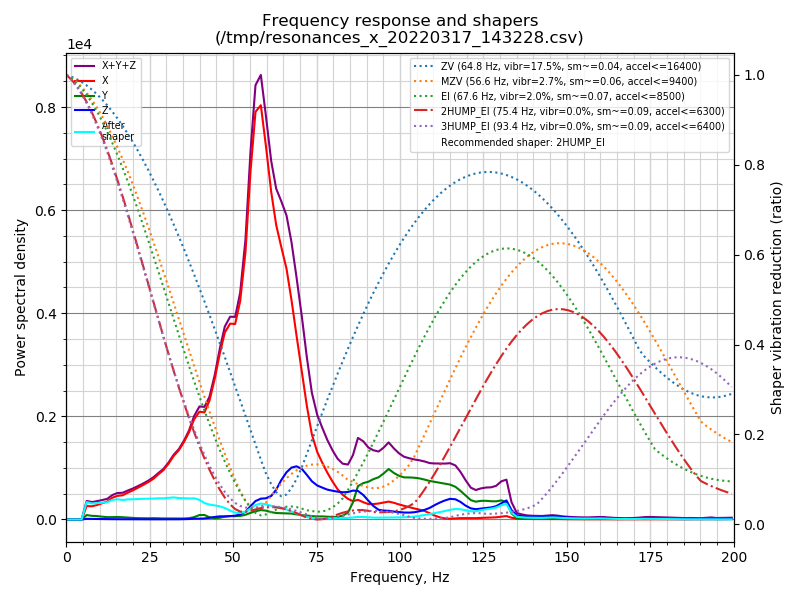 Frequency response and shapers
(/tmp/resonances_x_20220317_143228.csv)
1e4
X+Y+Z
X
Y
Z
After
shaper
ZV (64.8 Hz, vibr=17.5%, sm~=0.04, accel<=16400)
MZV (56.6 Hz, vibr=2.7%, sm~=0.06, accel<=9400)
EI (67.6 Hz, vibr=2.0%, sm~=0.07, accel<=8500)
2HUMP_EI (75.4 Hz, vibr=0.0%, sm~=0.09, accel<=6300)
3HUMP_EI (93.4 Hz, vibr=0.0%, sm~=0.09, accel<=6400)
Recommended shaper: 2HUMP_EI
Power spectral density
0.8
0.6
0.4
0.2
0.0
1.0
0.8
0.6
0.4
0.2
0.0
Shaper vibration reduction (ratio)
0 25 50 75 100 125 150 175 200
Frequency, Hz